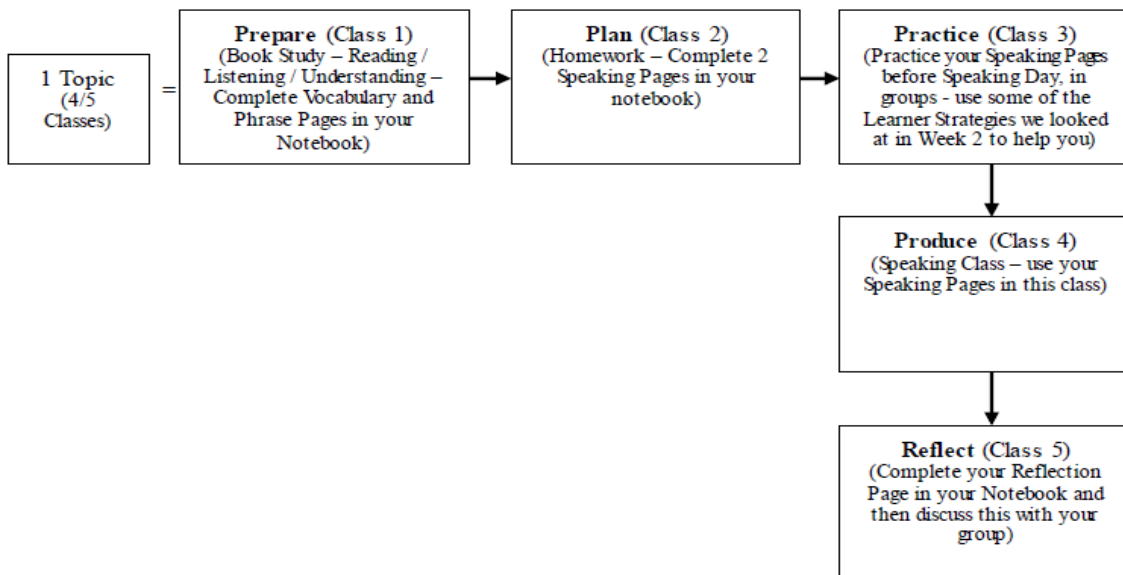 1 Topic
(4/5
Classes)
=
Prepare (Class 1)
(Book Study – Reading /
Listening / Understanding –
Complete Vocabulary and
Phrase Pages in your
Notebook)
Plan (Class 2)
(Homework – Complete 2
Speaking Pages in your
notebook)
Practice (Class 3)
(Practice your Speaking Pages
before Speaking Day, in
groups - use some of the
Learner Strategies we looked
at in Week 2 to help you)
Produce (Class 4)
(Speaking Class – use your
Speaking Pages in this class)
Reflect (Class 5)
(Complete your Reflection
Page in your Notebook and
then discuss this with your
group)